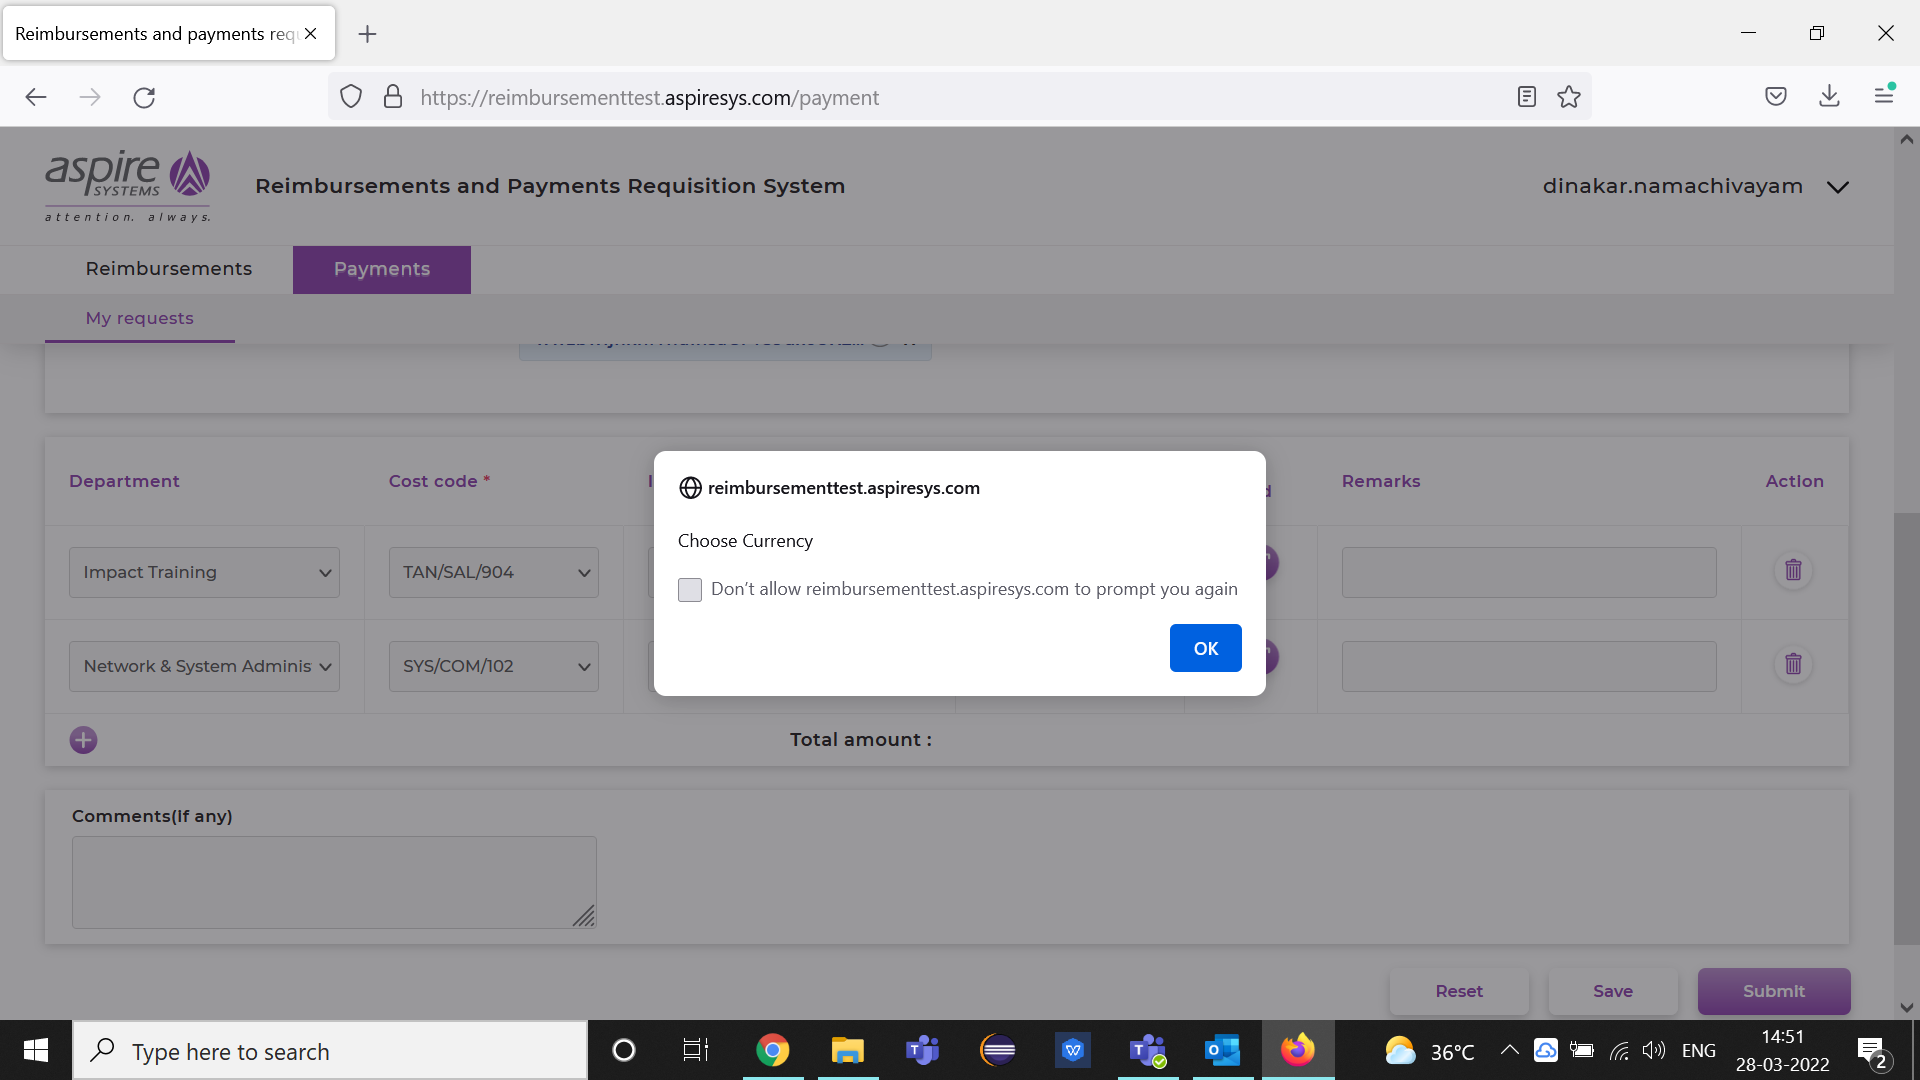 Reimbursements and payments req
https://reimbursementtest.aspiresys.com/payment
aspire
SYSTEMS
attention. always.
Reimbursements and Payments Requisition System
dinakar.namachivayam
Reimbursements
Payments
My requests
Department
Cost code *
Remarks
Action
reimbursementtest.aspiresys.com
Choose Currency
Don’t allow reimbursementtest.aspiresys.com to prompt you again
OK
Impact Training
TAN/SAL/904
Network & System Adminis
SYS/COM/102
Total amount :
Comments(If any)
Reset
Save
Submit
Type here to search
36°C
ENG
14:51
28-03-2022
2